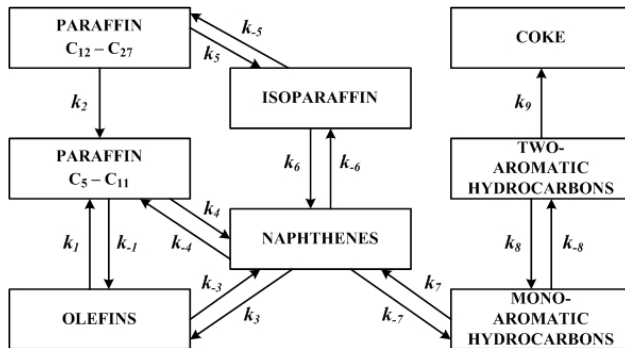 PARAFFIN
C12 – C27
k-5
k5
COKE
ISOPARAFFIN
k2
k9
k6
k-6
PARAFFIN
C5 – C11
TWO-
AROMATIC
HYDROCARBONS
k4
k-4
NAPHTHENES
k1
k-1
k8
k-8
k-3
k3
k7
k-7
OLEFINS
MONO-
AROMATIC
HYDROCARBONS